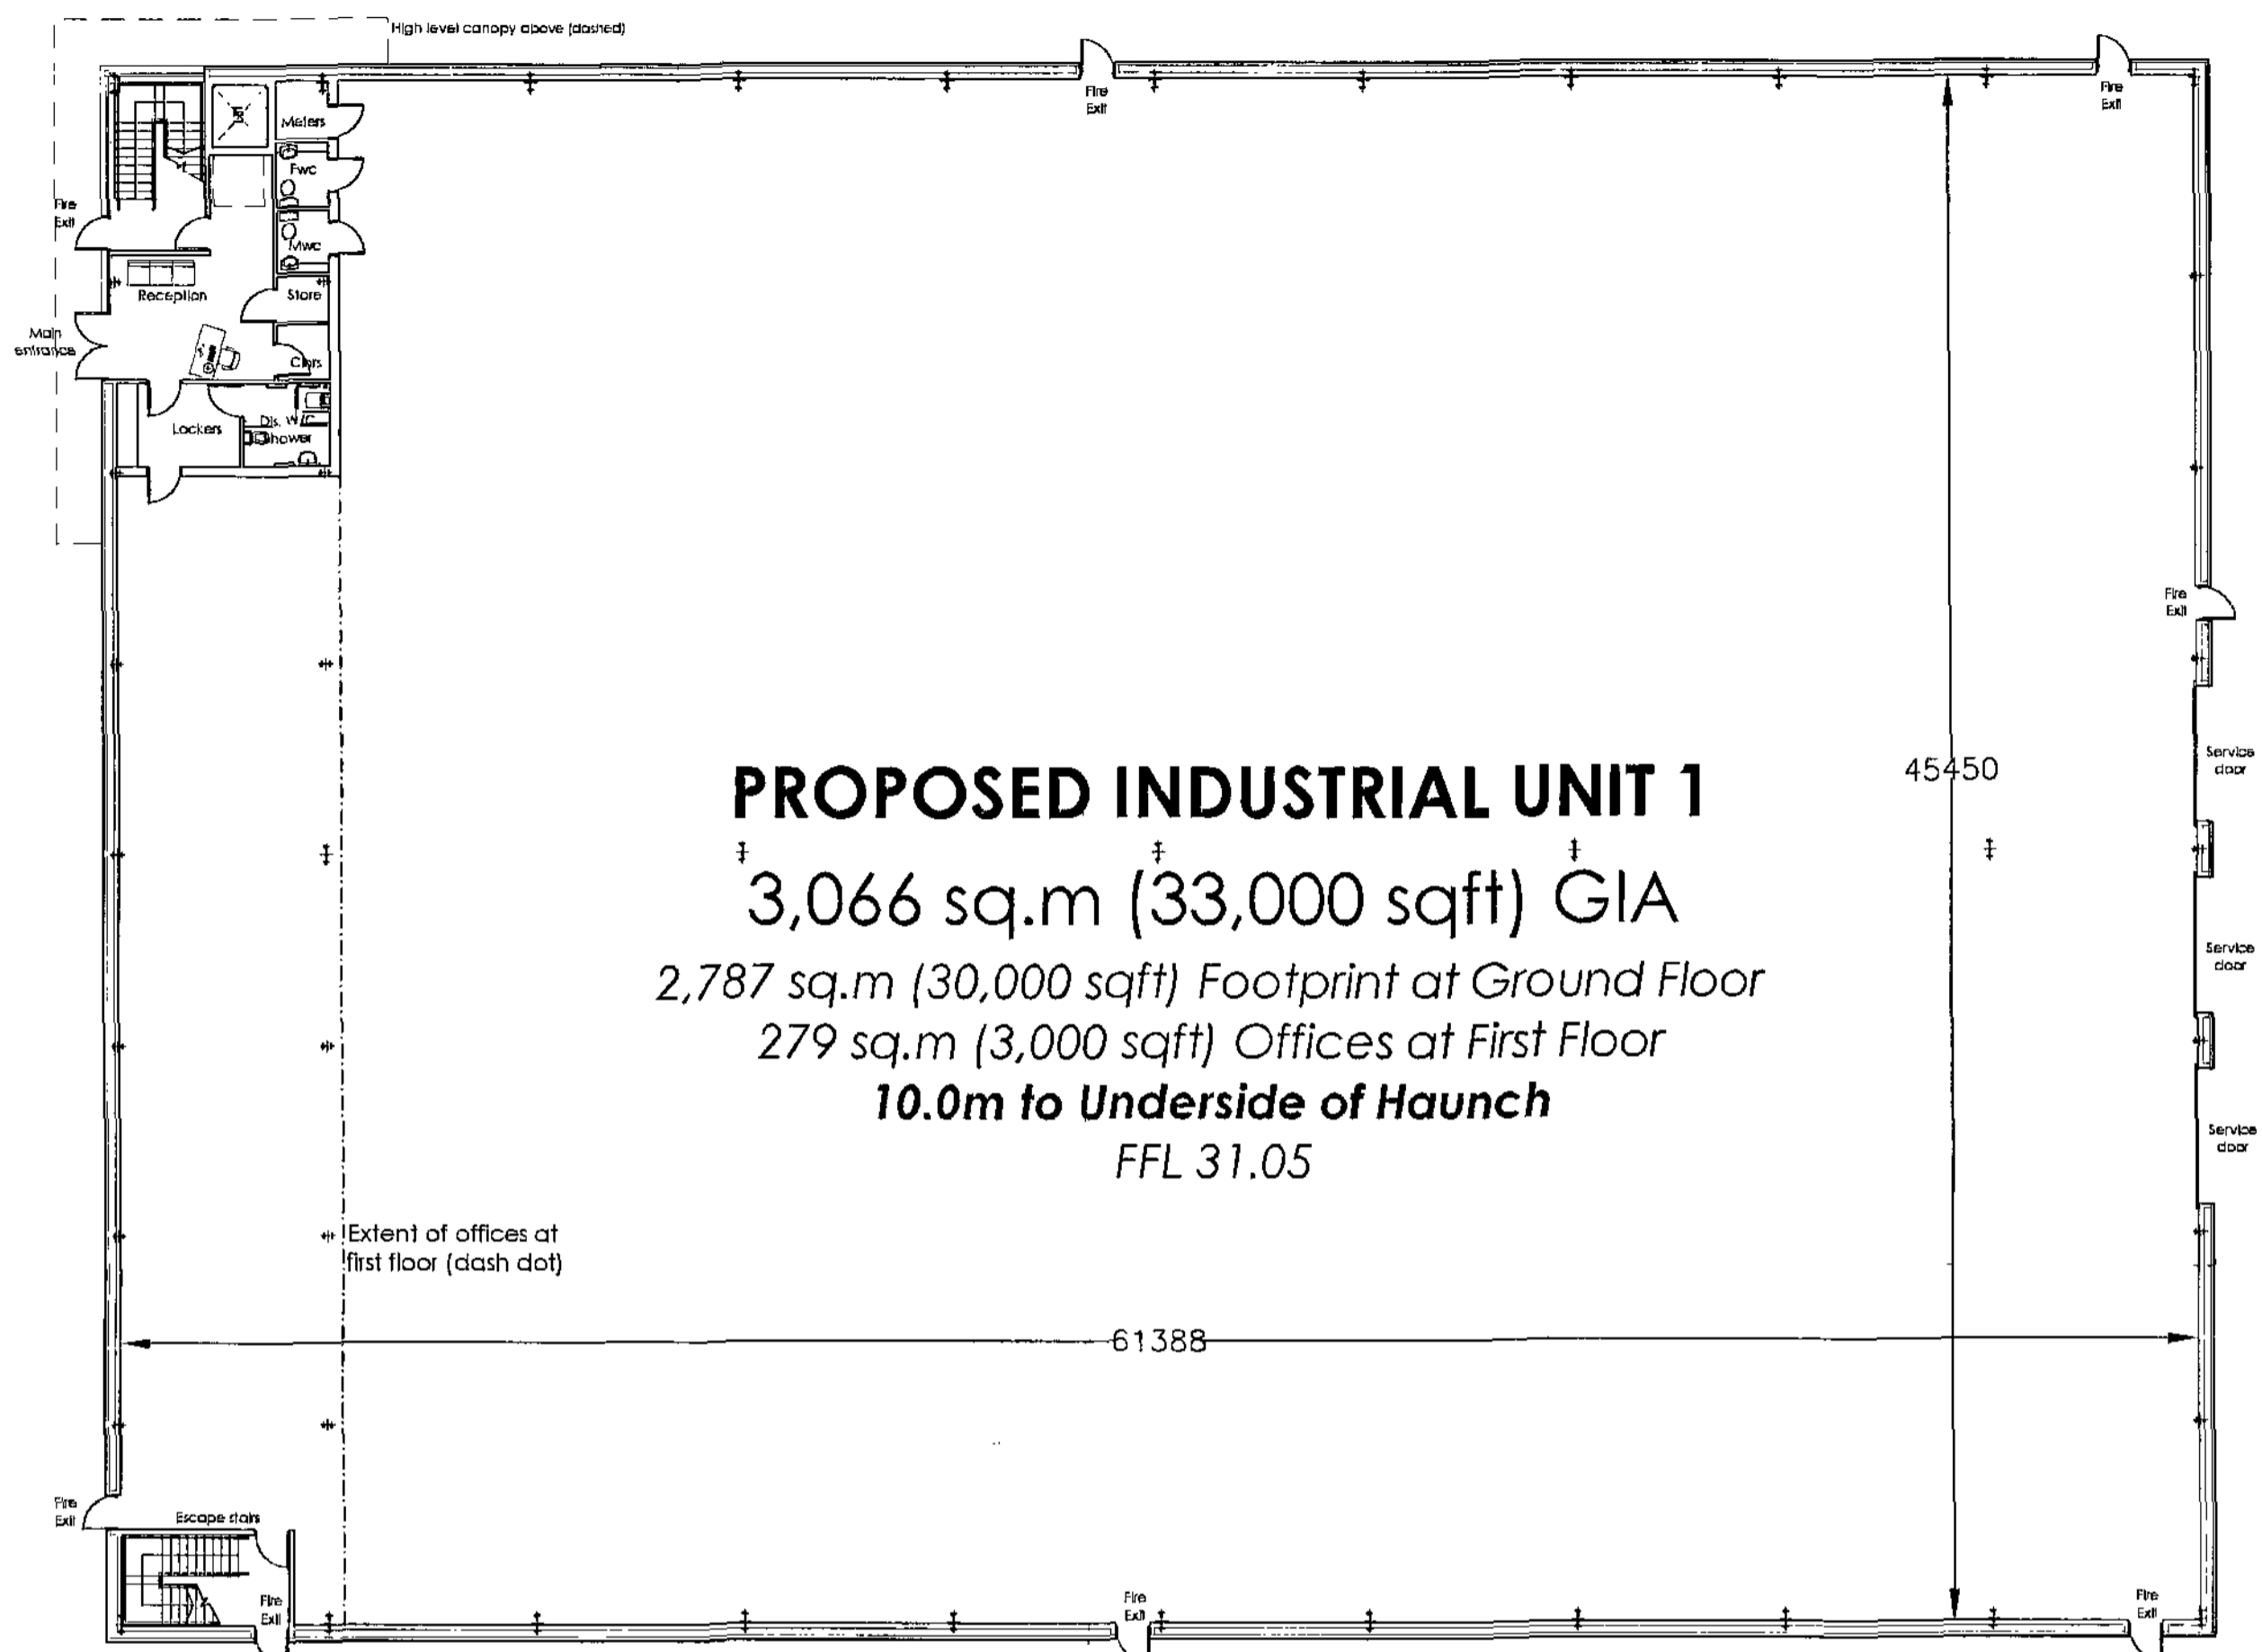 High level canopy above (dashed)
Fire
Exit
Fire
Exit
Meters
Fwc
Fire
Exit
Mwc
Reception
Store
Main
entrance
Clnrs
Lockers
Dis. W/C
Shower
Fire
Exit
PROPOSED INDUSTRIAL UNIT 1
45450
Service
door
3,066 sq.m (33,000 sqft) GIA
2,787 sq.m (30,000 sqft) Footprint at Ground Floor
Service
door
279 sq.m (3,000 sqft) Offices at First Floor
10.0m to Underside of Haunch
FFL 31.05
Service
door
Extent of offices at
first floor (dash dot)
61388
Fire
Exit
Escape stairs
Fire
Exit
Fire
Exit
Fire
Exit